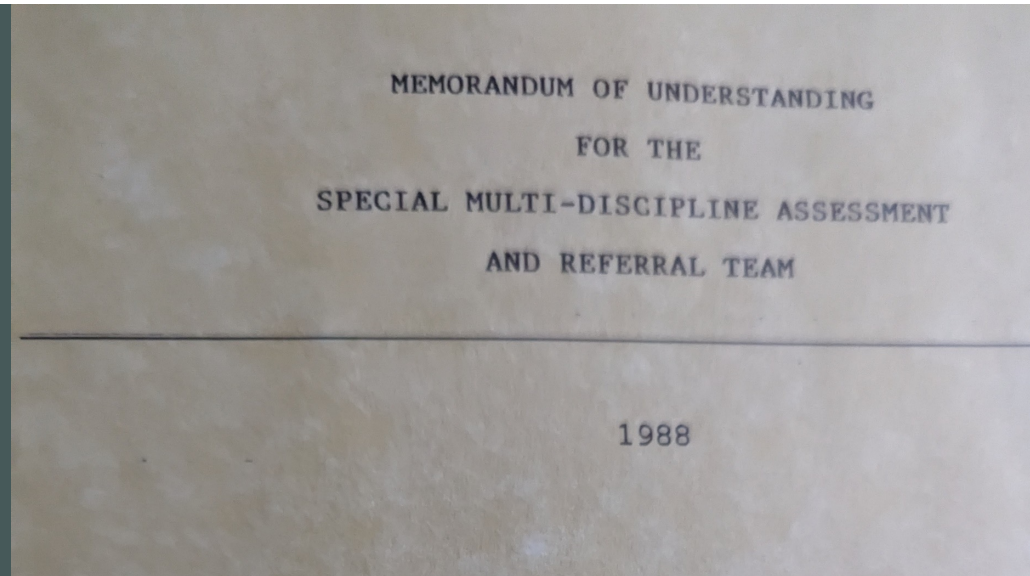 MEMORANDUM OF UNDERSTANDING
FOR THE
SPECIAL MULTI-DISCIPLINE ASSESSMENT
AND REFERRAL TEAM
1988